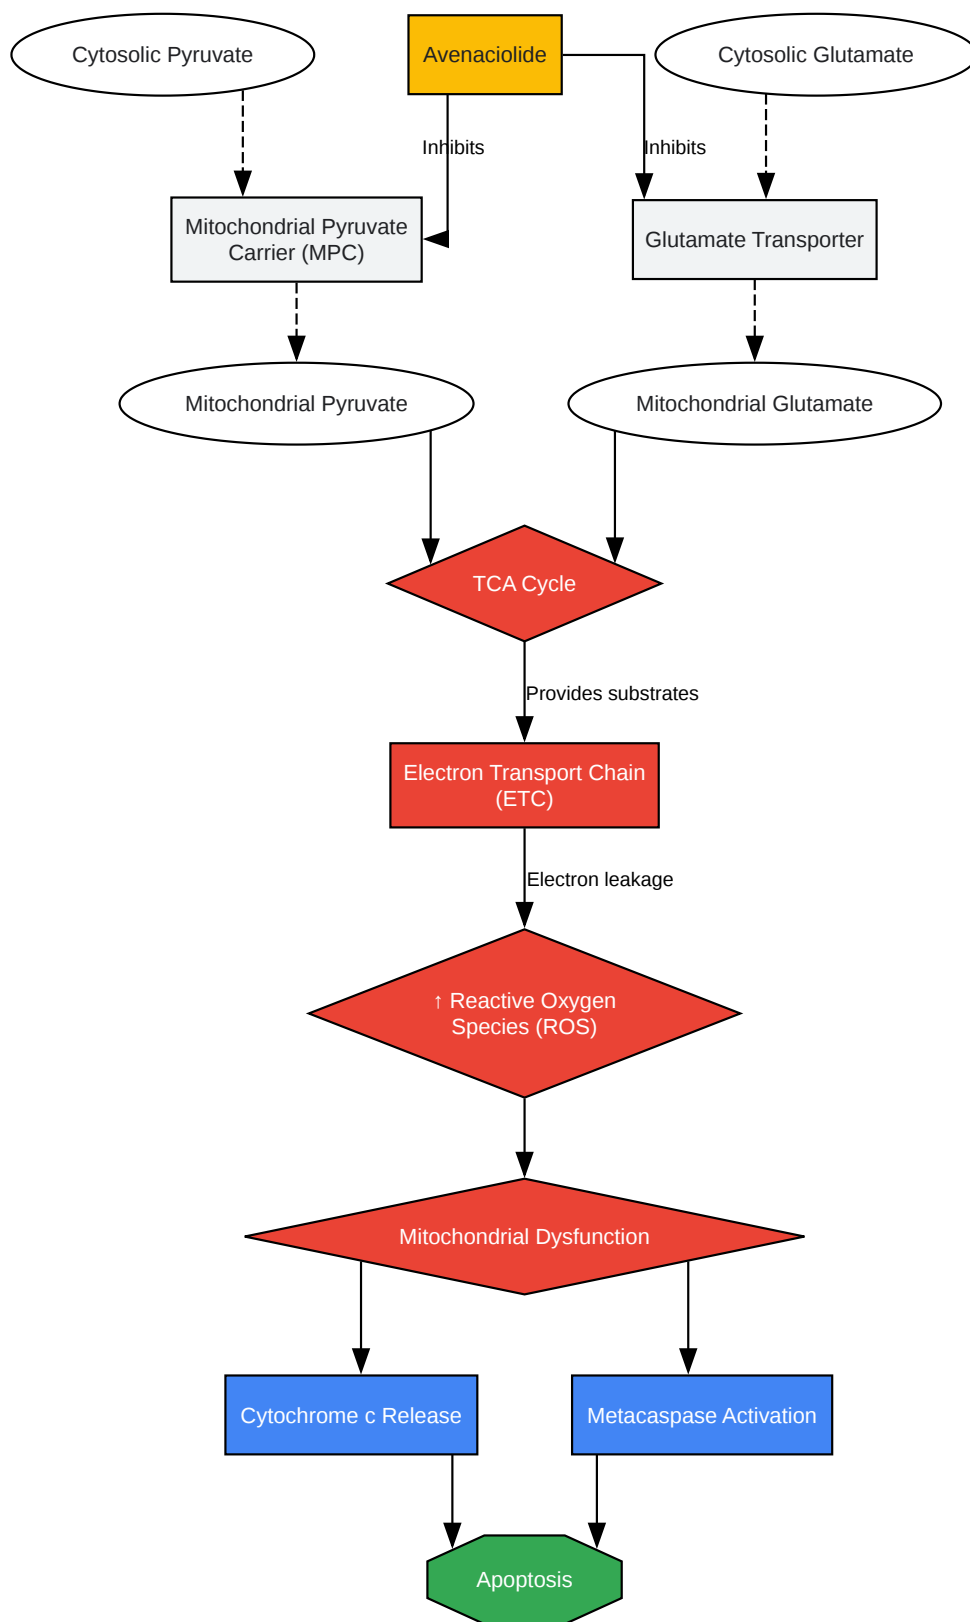 Cytosolic Pyruvate
Avenaciolide
Cytosolic Glutamate
Inhibits
Inhibits
Mitochondrial Pyruvate
Carrier (MPC)
Glutamate Transporter
Mitochondrial Pyruvate
Mitochondrial Glutamate
TCA Cycle
Provides substrates
Electron Transport Chain
(ETC)
Electron leakage
↑ Reactive Oxygen
Species (ROS)
Mitochondrial Dysfunction
Cytochrome c Release
Metacaspase Activation
Apoptosis